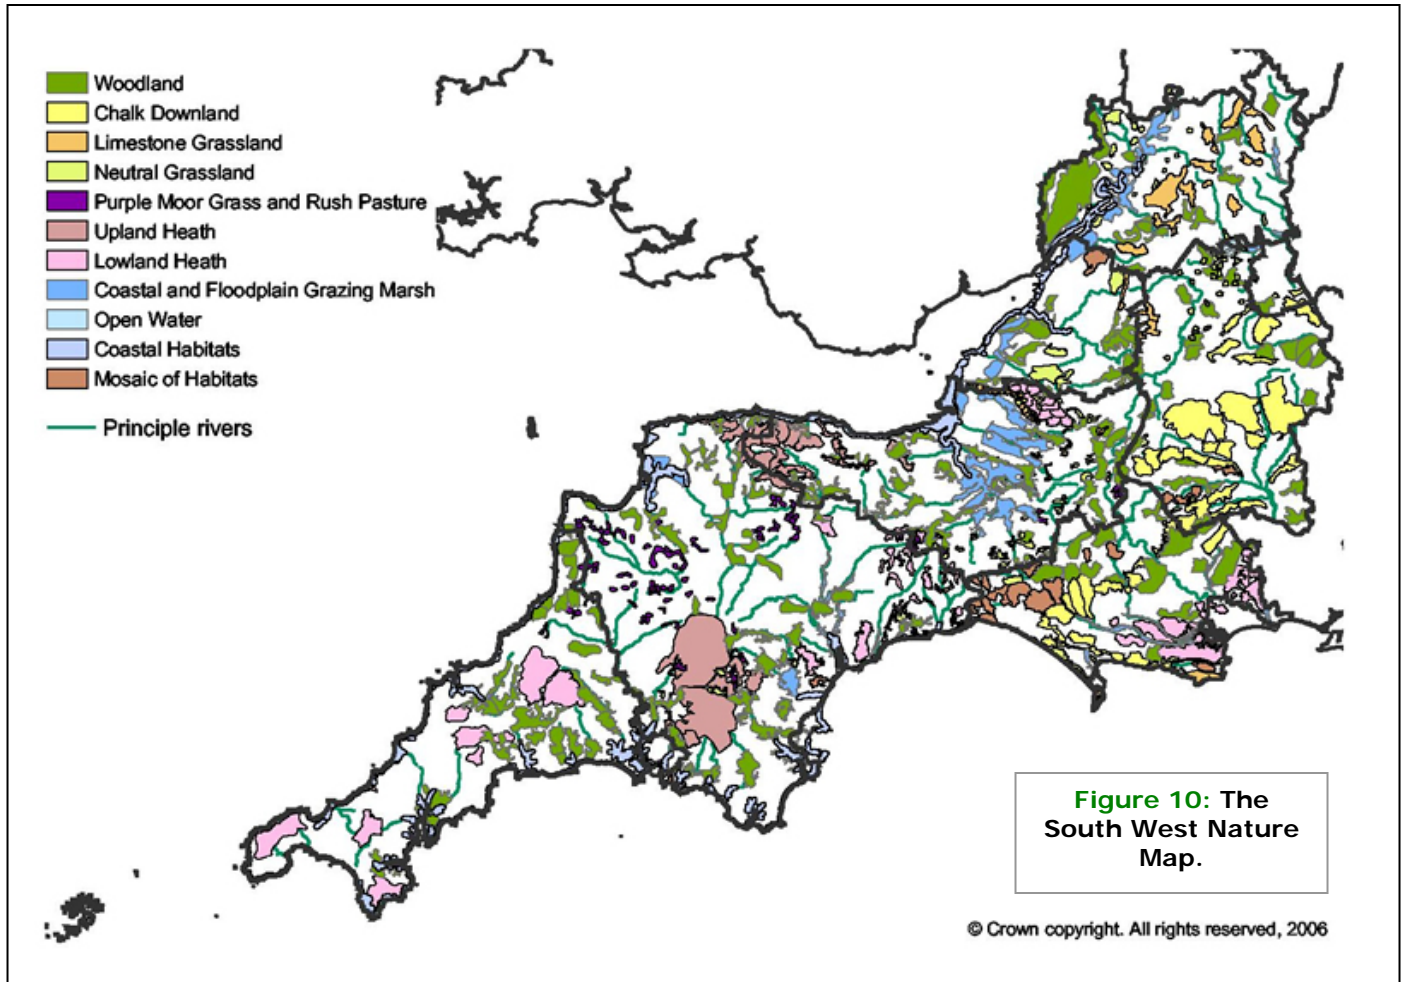 Woodland
Chalk Downland
Limestone Grassland
Neutral Grassland
Purple Moor Grass and Rush Pasture
Upland Heath
Lowland Heath
Coastal and Floodplain Grazing Marsh
Open Water
Coastal Habitats
Mosaic of Habitats
Principle rivers
Figure 10: The
South West Nature
Map.
© Crown copyright. All rights reserved, 2006